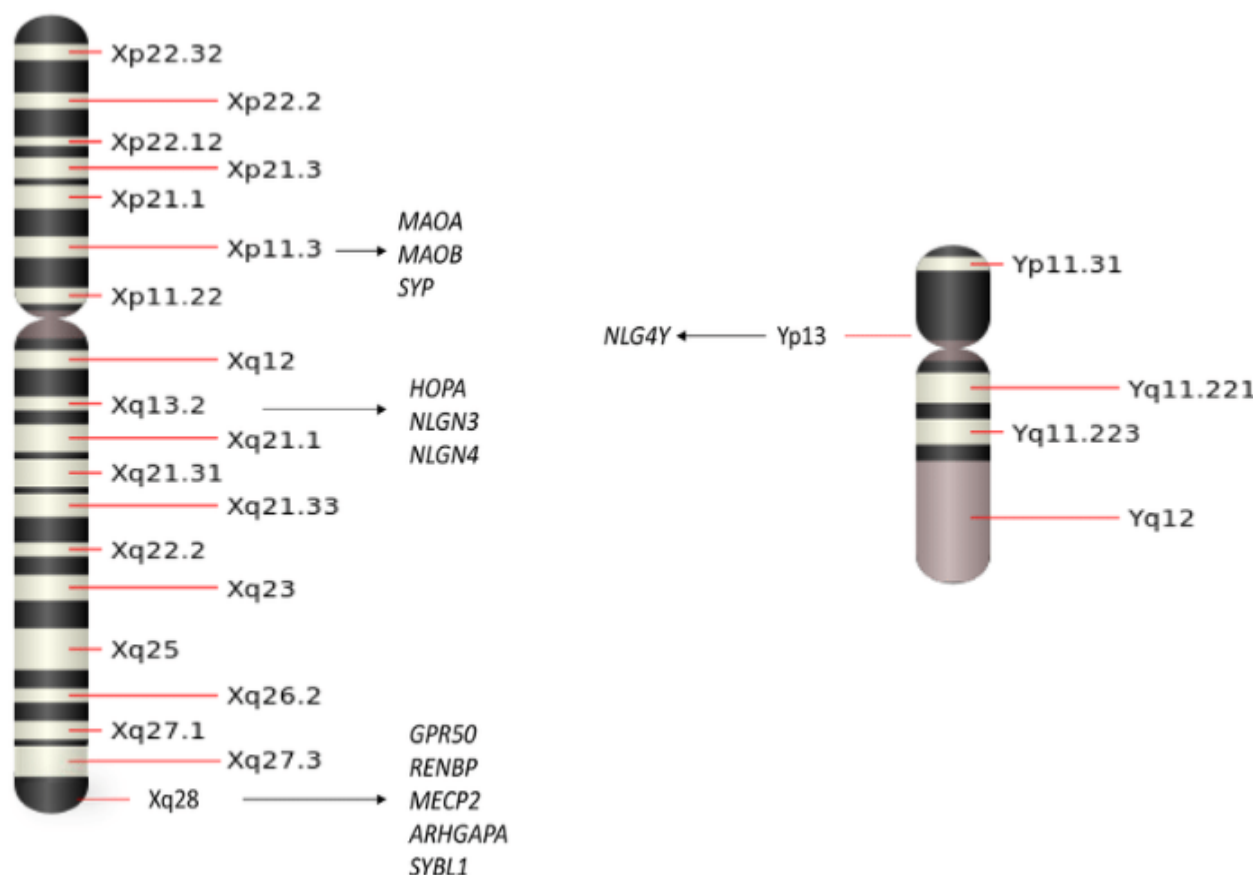 Xp22.32
Xp22.2
Xp22.12
Xp21.3
Xp21.1
Xp11.3
MAOA
MAOB
SYP
Xp11.22
Xq12
Xq13.2
HOPA
NLGN3
NLGN4
Xq21.1
Xq21.31
Xq21.33
Xq22.2
Xq23
Xq25
Xq26.2
Xq27.1
Xq27.3
Xq28
GPR50
RENBP
MECP2
ARHGAPA
SYBL1
Yp11.31
NLG4Y
Yp13
Yq11.221
Yq11.223
Yq12